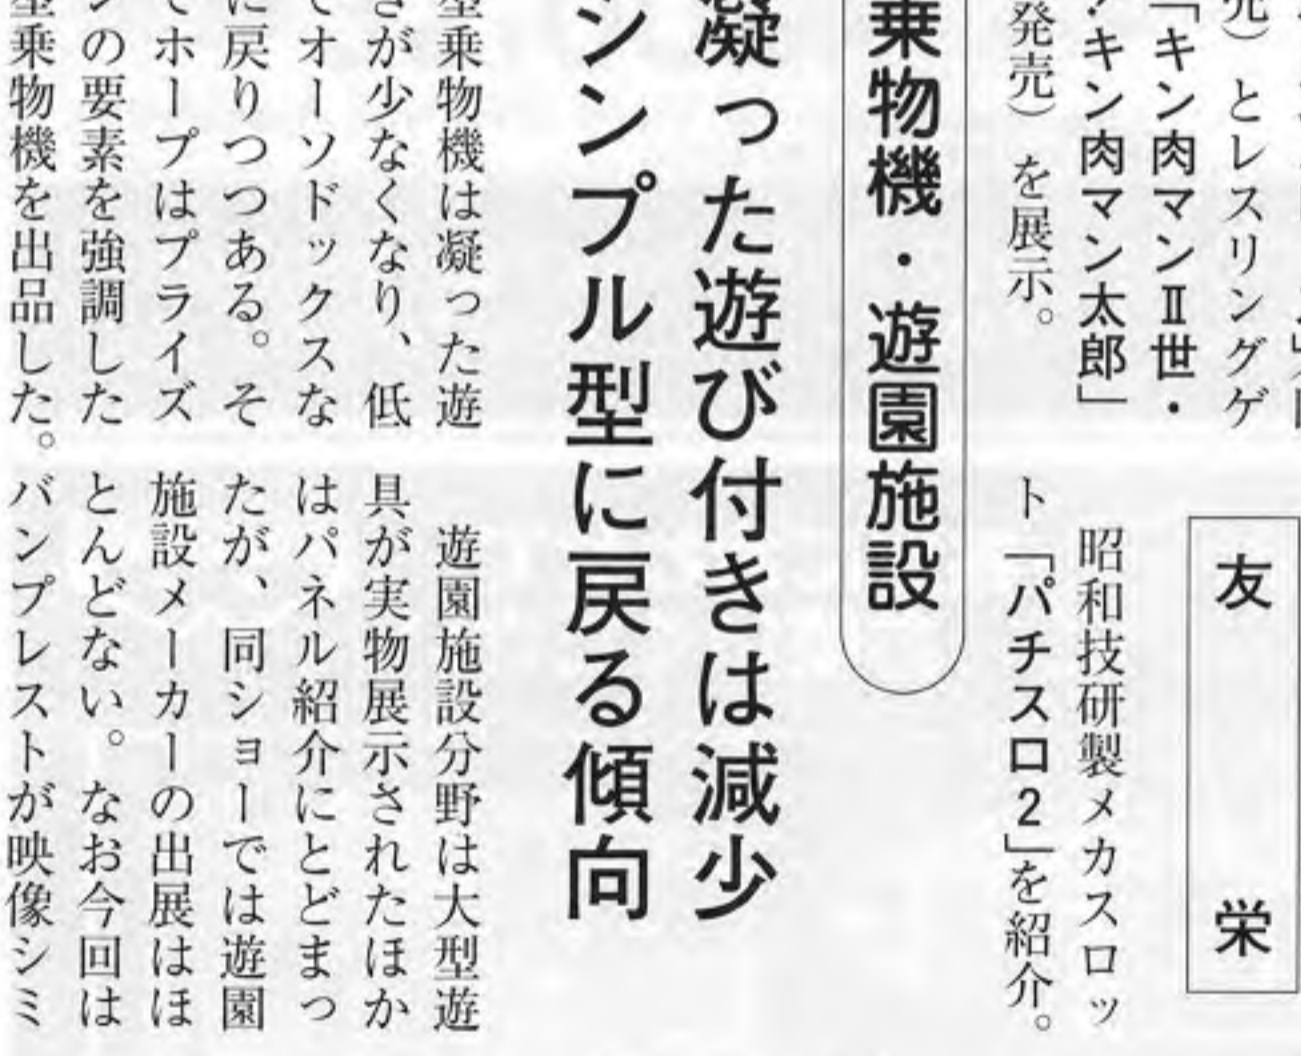 とレスリングゲ
「キン肉マンⅡ世・
キン肉マン太郎」
発売）を展示。
友栄
昭和技研製メカスロッ
ト「パチスロ2」を紹介。
乗物機・遊園施設
凝った遊び付きは減少
シンプル型に戻る傾向
型乗物機は凝った遊
が少なくなり、低
オーソドックスな
に戻りつつある。そ
ホープはプライズ
ンの要素を強調した
型乗物機を出品した。
遊園施設分野は大型遊
具が実物展示されたほか
はパネル紹介にとどまっ
たが、同ショーでは遊園
施設メーカーの出展はほ
とんどない。なお今回は
バンプレストが映像シミ